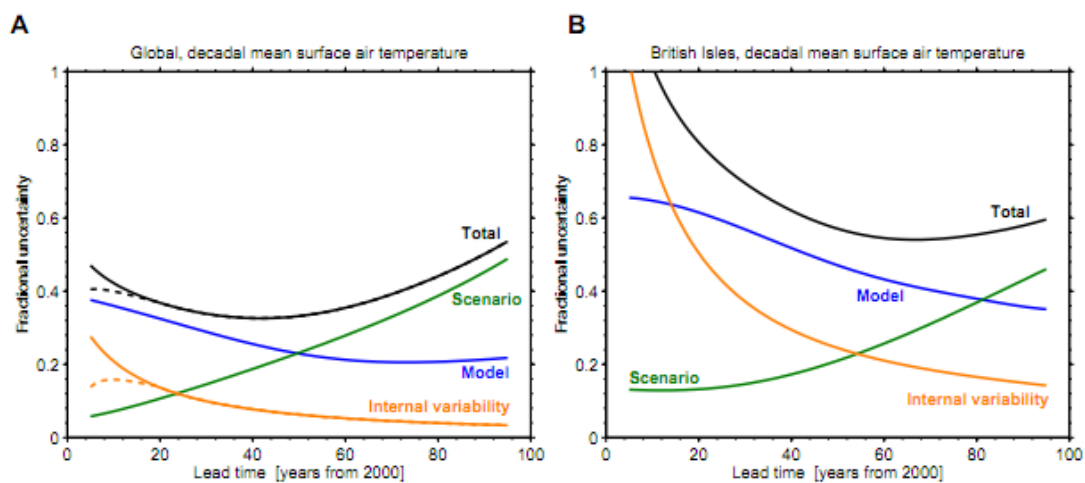 A
Global, decadal mean surface air temperature
1
0.8
0.6
0.4
0.2
0
Fractional uncertainty
Total
Scenario
Model
Internal variability
0 20 40 60 80 100
Lead time [years from 2000]
B
British Isles, decadal mean surface air temperature
1
0.8
0.6
0.4
0.2
0
Fractional uncertainty
Total
Model
Scenario
Internal variability
0 20 40 60 80 100
Lead time [years from 2000]